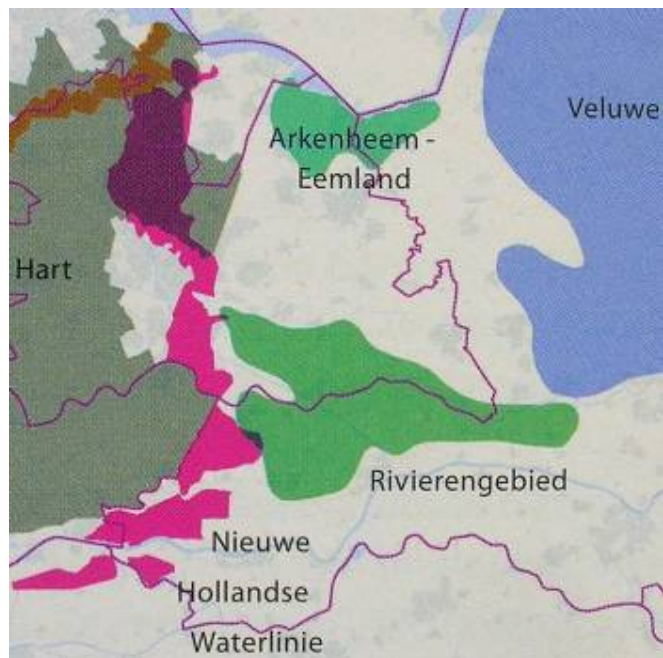 Veluwe
Arkenheem -
Eemland
Hart
Rivierengebied
Nieuwe
Hollandse
Waterlinie